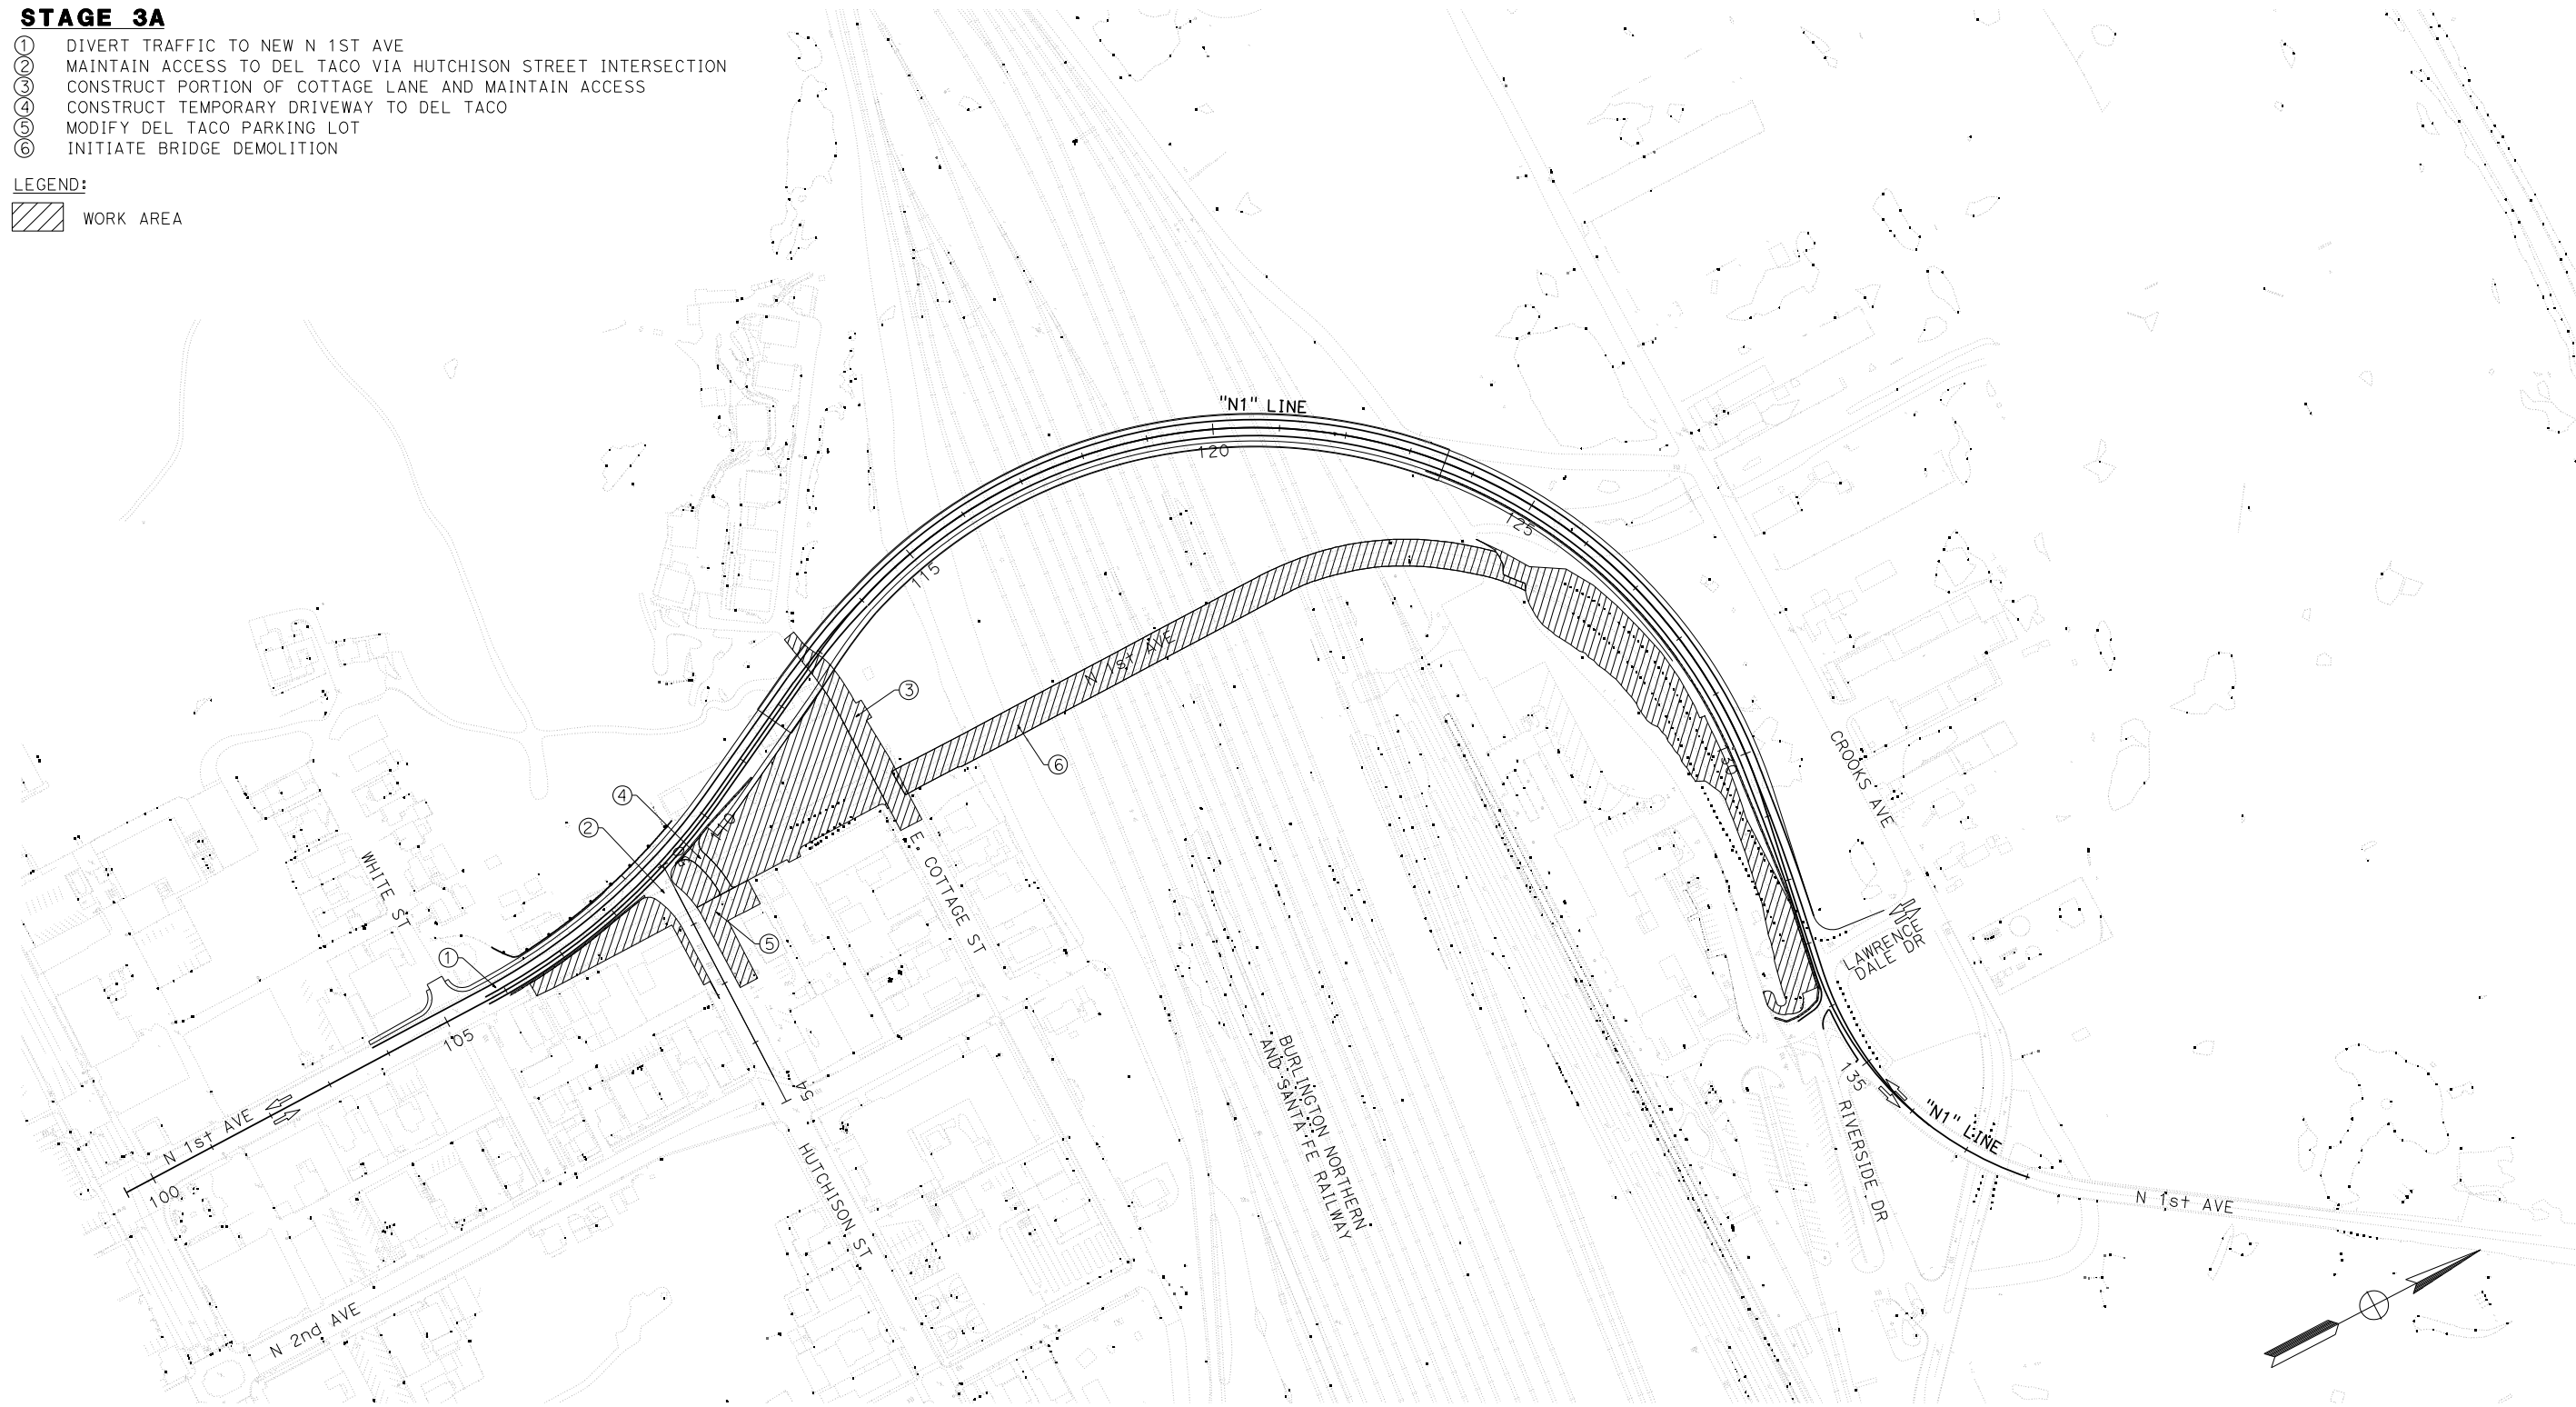 STAGE 3A
1 DIVERT TRAFFIC TO NEW N 1ST AVE
2 MAINTAIN ACCESS TO DEL TACO VIA HUTCHISON STREET INTERSECTION
3 CONSTRUCT PORTION OF COTTAGE LANE AND MAINTAIN ACCESS
4 CONSTRUCT TEMPORARY DRIVEWAY TO DEL TACO
5 MODIFY DEL TACO PARKING LOT
6 INITIATE BRIDGE DEMOLITION
LEGEND:
WORK AREA
"N1" LINE
120
125
115
N 1st AVE
3
6
130
CROOKS AVE
4
110
2
E. COTTAGE ST
WHITE ST
5
1
LAWRENCE
DALE DR
105
54
135
"N1" LINE
N 1st AVE
100
HUTCHISON ST
BURLINGTON NORTHERN
AND SANTA FE RAILWAY
RIVERSIDE DR
N 1st AVE
N 2nd AVE